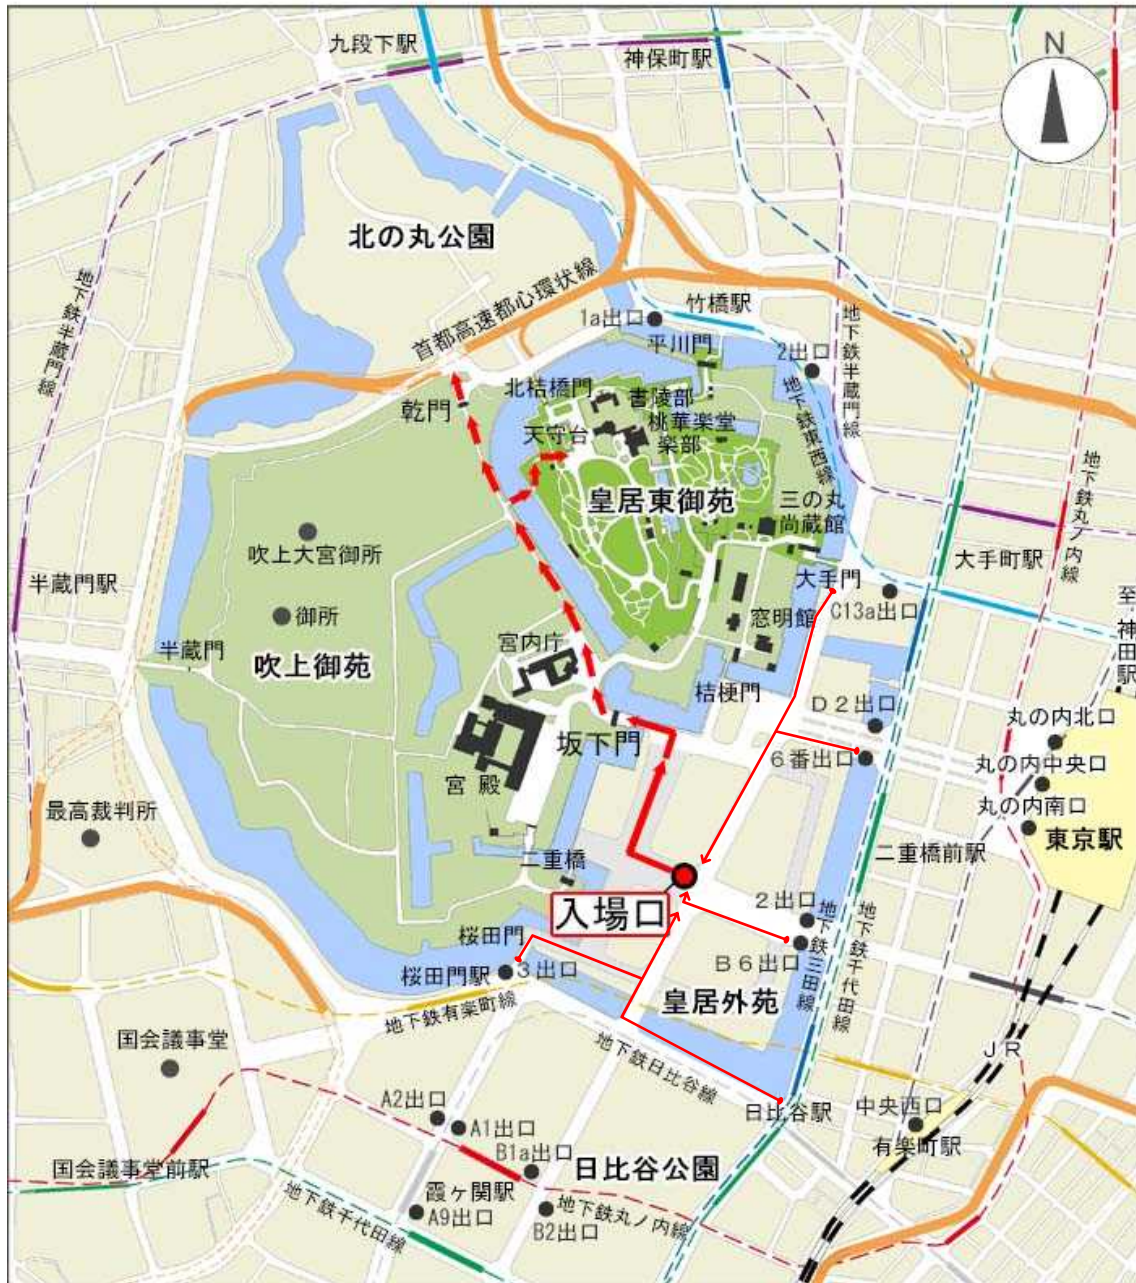 九段下駅
神保町駅
N
北の丸公園
首都高速都心環状線
地下鉄半蔵門線
1a出口
竹橋駅
平川門
2出口
地下鉄半蔵門線
北桔橋門
書陵部
乾門
天守台
桃華楽堂
楽部
地下鉄東西線
皇居東御苑
三の丸
尚蔵館
地下鉄丸ノ内線
吹上大宮御所
半蔵門駅
大手町駅
大手門
C13a出口
御所
窓明館
至.神田駅
半蔵門
吹上御苑
宮内庁
桔梗門
D2出口
丸の内北口
坂下門
6番出口
丸の内中央口
宮殿
丸の内南口
最高裁判所
東京駅
二重橋
二重橋前駅
入場口
2出口
桜田門
地下鉄三田線
地下鉄千代田線
桜田門駅
3出口
B6出口
皇居外苑
地下鉄有楽町線
国会議事堂
地下鉄日比谷線
JR
A2出口
日比谷駅
中央西口
A1出口
有楽町駅
B1a出口
国会議事堂前駅
日比谷公園
霞ヶ関駅
地下鉄丸ノ内線
地下鉄千代田線
A9出口
B2出口